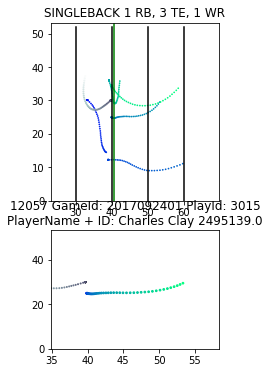 SINGLEBACK 1 RB, 3 TE, 1 WR
50
40
30
20
10
0
30 40 50 60
12057 GameId: 2017092401 PlayId: 3015
PlayerName + ID: Charles Clay 2495139.0
40
20
0
35 40 45 50 55